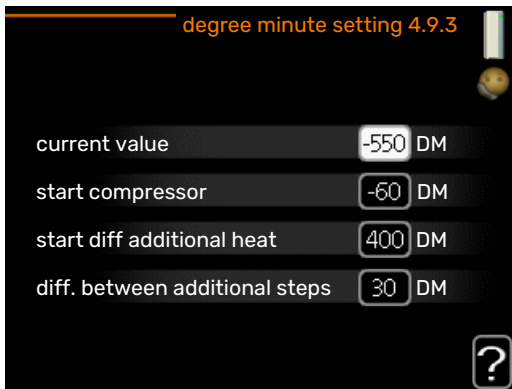 degree minute setting 4.9.3
current value -550 DM
start compressor -60 DM
start diff additional heat 400 DM
diff. between additional steps 30 DM
?